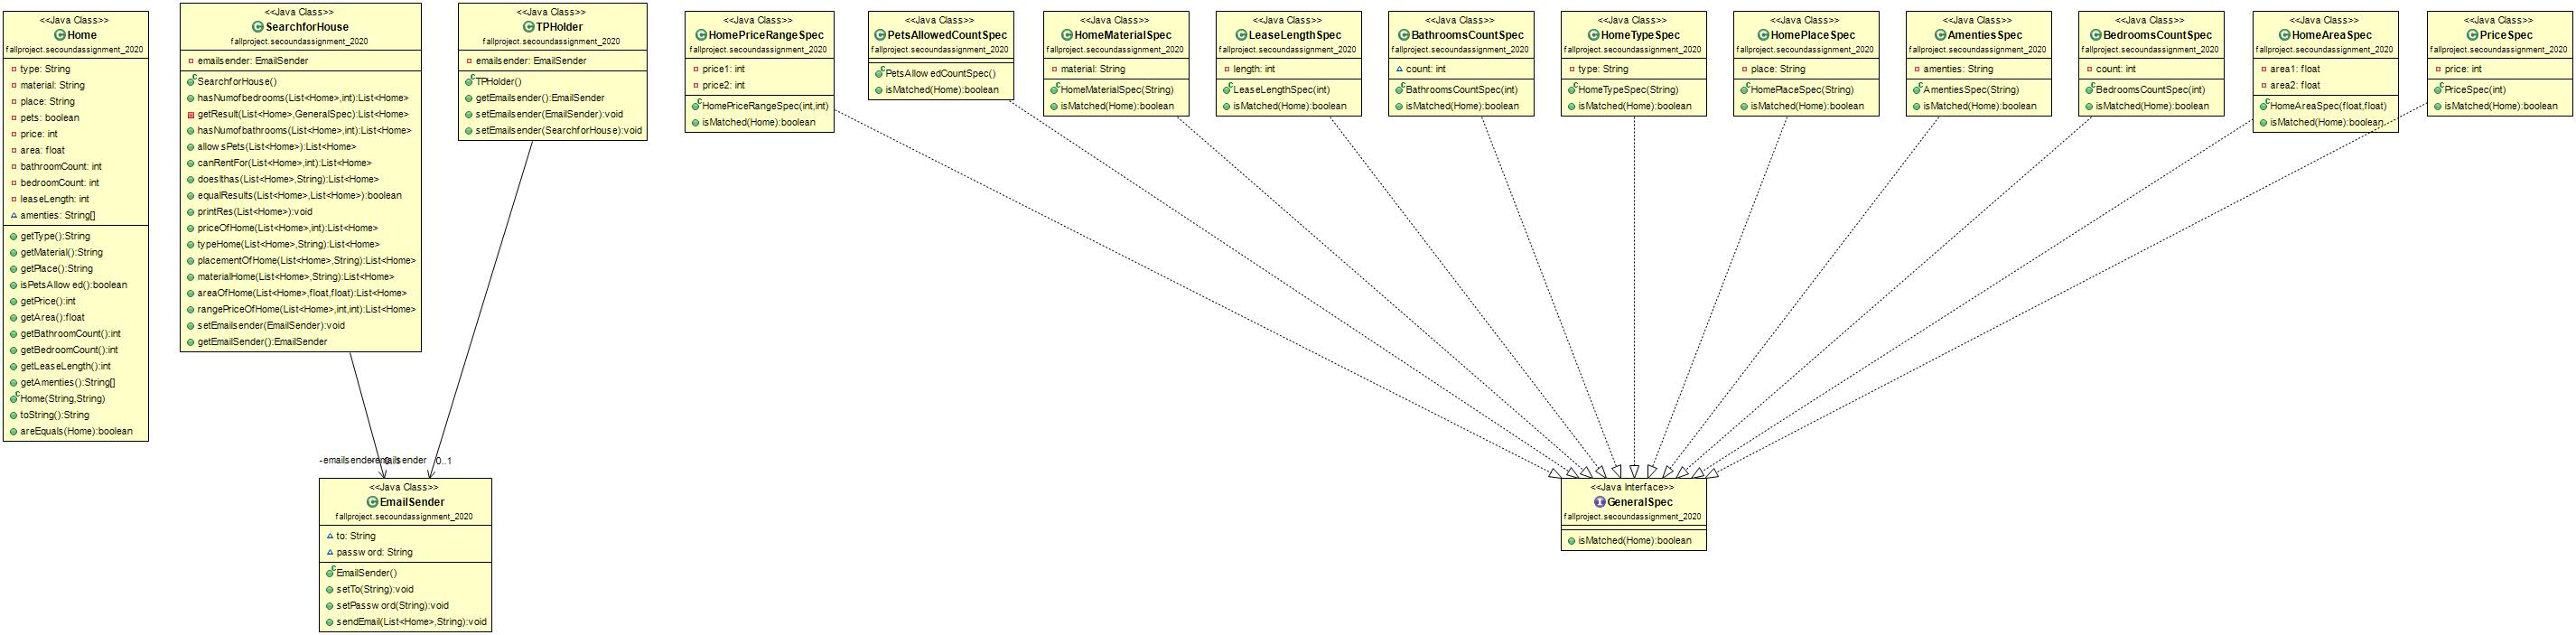 <<Java Class>>
Home
fallproject.secoundassignment_2020
type: String
material: String
place: String
pets: boolean
price: int
area: float
bathroomCount: int
bedroomCount: int
leaseLength: int
amenties: String[]
getType():String
getMaterial():String
getPlace():String
isPetsAllowed():boolean
getPrice():int
getArea():float
getBathroomCount():int
getBedroomCount():int
getLeaseLength():int
getAmenties():String[]
Home(String,String)
toString():String
areEquals(Home):boolean
<<Java Class>>
SearchforHouse
fallproject.secoundassignment_2020
emailsender: EmailSender
SearchforHouse()
hasNumofbedrooms(List<Home>,int):List<Home>
getResult(List<Home>,GeneralSpec):List<Home>
hasNumofbathrooms(List<Home>,int):List<Home>
allowsPets(List<Home>):List<Home>
canRentFor(List<Home>,int):List<Home>
doesIthas(List<Home>,String):List<Home>
equalResults(List<Home>,List<Home>):boolean
printRes(List<Home>):void
priceOfHome(List<Home>,int):List<Home>
typeHome(List<Home>,String):List<Home>
placementOfHome(List<Home>,String):List<Home>
materialHome(List<Home>,String):List<Home>
areaOfHome(List<Home>,float,float):List<Home>
rangePriceOfHome(List<Home>,int,int):List<Home>
setEmailsender(EmailSender):void
getEmailSender():EmailSender
<<Java Class>>
TPHolder
fallproject.secoundassignment_2020
emailsender: EmailSender
TPHolder()
getEmailsender():EmailSender
setEmailsender(EmailSender):void
setEmailsender(SearchforHouse):void
<<Java Class>>
HomePriceRangeSpec
fallproject.secoundassignment_2020
price1: int
price2: int
HomePriceRangeSpec(int,int)
isMatched(Home):boolean
<<Java Class>>
PetsAllowedCountSpec
fallproject.secoundassignment_2020
PetsAllowedCountSpec()
isMatched(Home):boolean
<<Java Class>>
HomeMaterialSpec
fallproject.secoundassignment_2020
material: String
HomeMaterialSpec(String)
isMatched(Home):boolean
<<Java Class>>
LeaseLengthSpec
fallproject.secoundassignment_2020
length: int
LeaseLengthSpec(int)
isMatched(Home):boolean
<<Java Class>>
BathroomsCountSpec
fallproject.secoundassignment_2020
count: int
BathroomsCountSpec(int)
isMatched(Home):boolean
<<Java Class>>
HomeTypeSpec
fallproject.secoundassignment_2020
type: String
HomeTypeSpec(String)
isMatched(Home):boolean
<<Java Class>>
HomePlaceSpec
fallproject.secoundassignment_2020
place: String
HomePlaceSpec(String)
isMatched(Home):boolean
<<Java Class>>
AmentiesSpec
fallproject.secoundassignment_2020
amenties: String
AmentiesSpec(String)
isMatched(Home):boolean
<<Java Class>>
BedroomsCountSpec
fallproject.secoundassignment_2020
count: int
BedroomsCountSpec(int)
isMatched(Home):boolean
<<Java Class>>
HomeAreaSpec
fallproject.secoundassignment_2020
area1: float
area2: float
HomeAreaSpec(float,float)
isMatched(Home):boolean
<<Java Class>>
PriceSpec
fallproject.secoundassignment_2020
price: int
PriceSpec(int)
isMatched(Home):boolean
-emailsender
-emailsender
0..1
<<Java Class>>
EmailSender
fallproject.secoundassignment_2020
to: String
password: String
EmailSender()
setTo(String):void
setPassword(String):void
sendEmail(List<Home>,String):void
<<Java Interface>>
GeneralSpec
fallproject.secoundassignment_2020
isMatched(Home):boolean